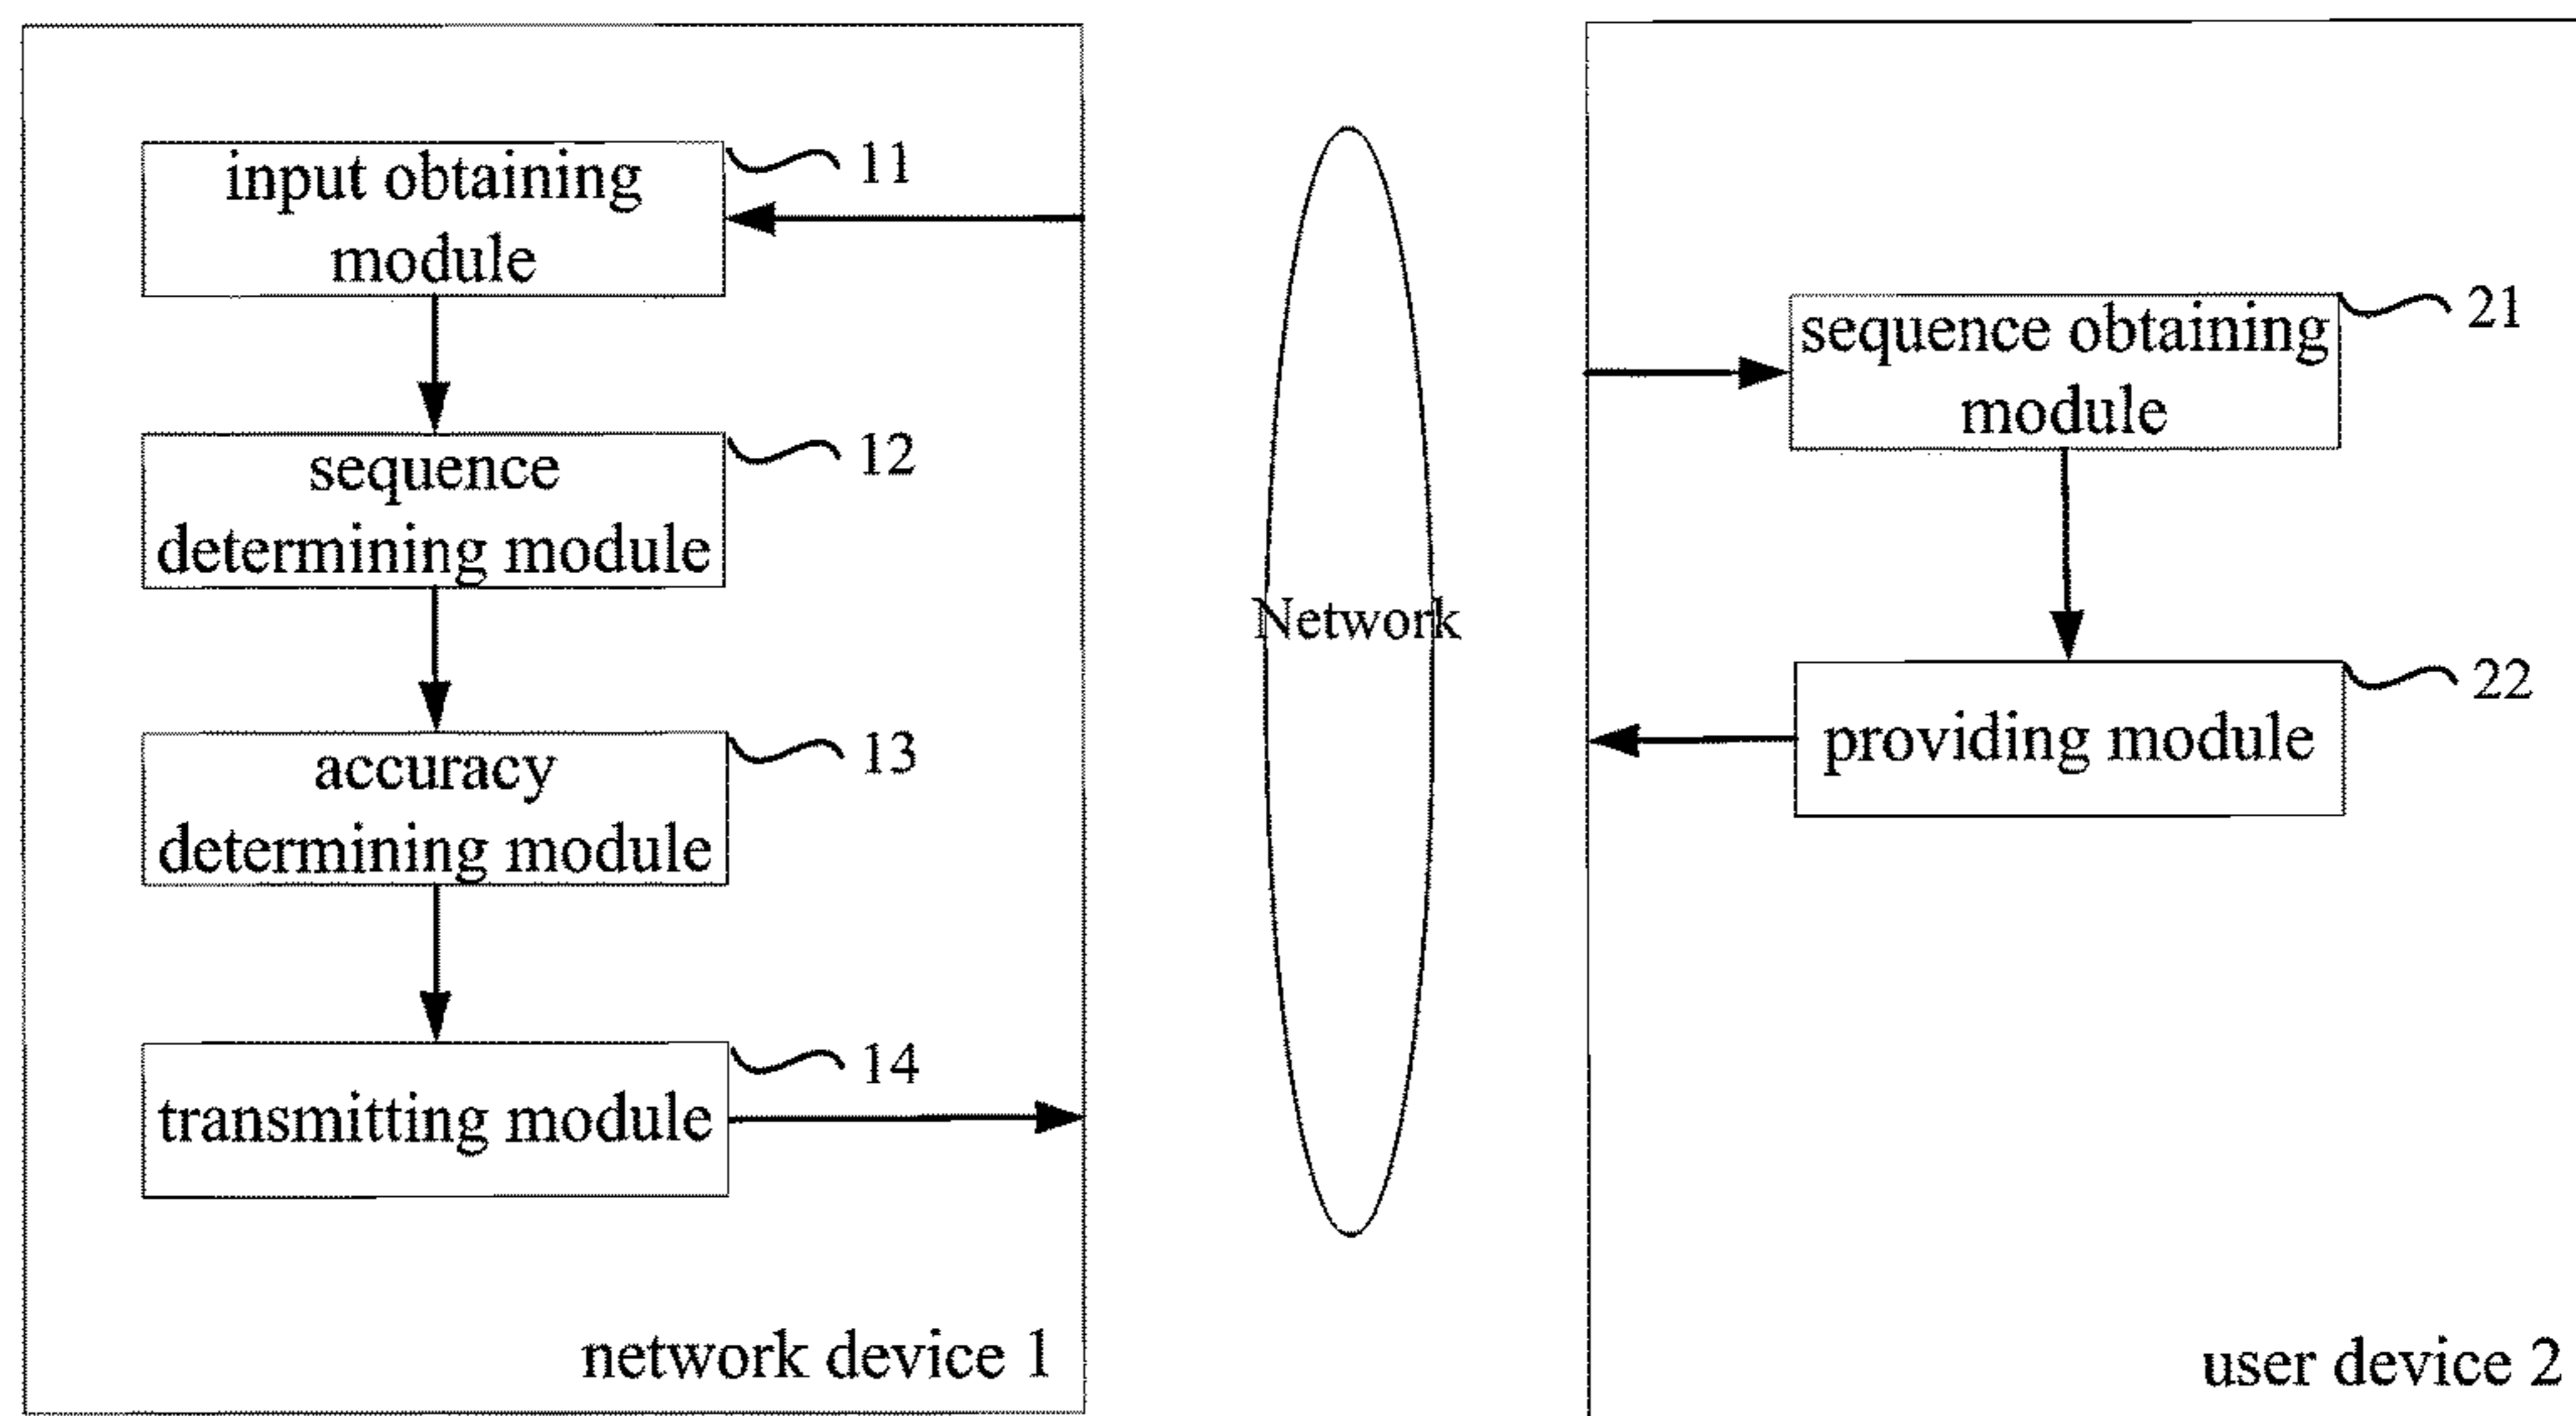 input obtaining
module
11
sequence
determining module
12
accuracy
determining module
13
transmitting module
14
network device 1
Network
sequence obtaining
module
21
providing module
22
user device 2